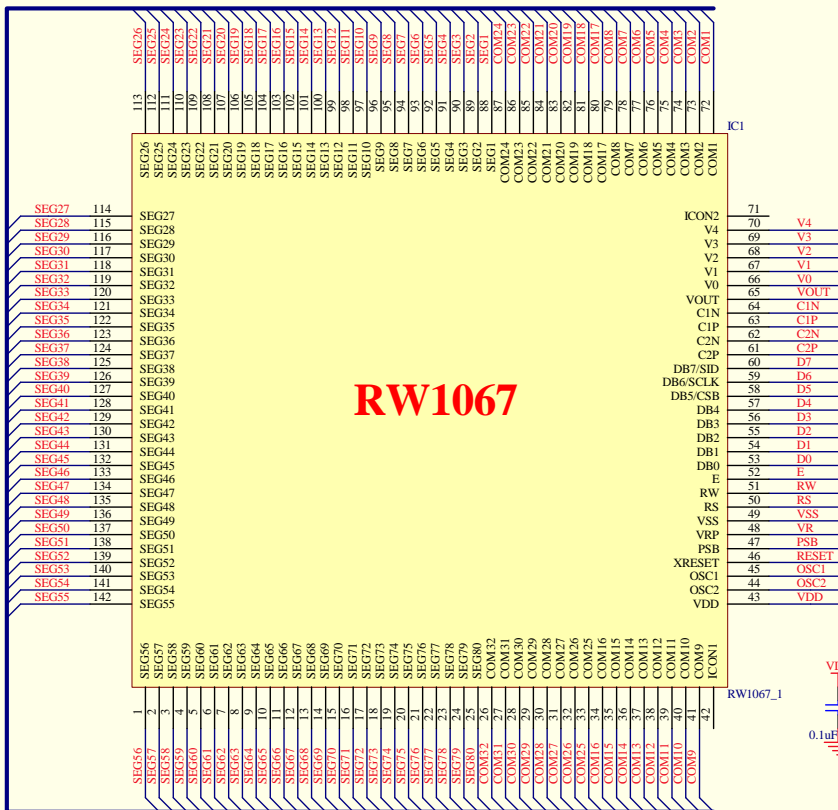 SEG26 SEG25 SEG24 SEG23 SEG22 SEG21 SEG20 SEG19 SEG18 SEG17 SEG16 SEG15 SEG14 SEG13 SEG12 SEG11 SEG10 SEG9 SEG8 SEG7 SEG6 SEG5 SEG4 SEG3 SEG2 SEG1 COM24 COM23 COM22 COM21 COM20 COM19 COM18 COM17 COM8 COM7 COM6 COM5 COM4 COM3 COM2 COM1
113 112 111 110 109 108 107 106 105 104 103 102 101 100 99 98 97 96 95 94 93 92 91 90 89 88 87 86 85 84 83 82 81 80 79 78 77 76 75 74 73 72
IC1
SEG26 SEG25 SEG24 SEG23 SEG22 SEG21 SEG20 SEG19 SEG18 SEG17 SEG16 SEG15 SEG14 SEG13 SEG12 SEG11 SEG10 SEG9 SEG8 SEG7 SEG6 SEG5 SEG4 SEG3 SEG2 SEG1 COM24 COM23 COM22 COM21 COM20 COM19 COM18 COM17 COM8 COM7 COM6 COM5 COM4 COM3 COM2 COM1
SEG27 114 SEG27 ICON2 71
SEG28 115 SEG28 V4 70 V4
SEG29 116 SEG29 V3 69 V3
SEG30 117 SEG30 V2 68 V2
SEG31 118 SEG31 V1 67 V1
SEG32 119 SEG32 V0 66 V0
SEG33 120 SEG33 VOUT 65 VOUT
SEG34 121 SEG34 C1N 64 C1N
SEG35 122 SEG35 C1P 63 C1P
SEG36 123 SEG36 C2N 62 C2N
SEG37 124 SEG37 C2P 61 C2P
SEG38 125 SEG38 DB7/SID 60 D7
SEG39 126 SEG39 DB6/SCLK 59 D6
SEG40 127 SEG40 DB5/CSB 58 D5
SEG41 128 SEG41 DB4 57 D4
SEG42 129 SEG42 DB3 56 D3
SEG43 130 SEG43 DB2 55 D2
SEG44 131 SEG44 DB1 54 D1
SEG45 132 SEG45 DB0 53 D0
SEG46 133 SEG46 E 52 E
SEG47 134 SEG47 RW 51 RW
SEG48 135 SEG48 RS 50 RS
SEG49 136 SEG49 VSS 49 VSS
SEG50 137 SEG50 VRP 48 VR
SEG51 138 SEG51 PSB 47 PSB
SEG52 139 SEG52 XRESET 46 RESET
SEG53 140 SEG53 OSC1 45 OSC1
SEG54 141 SEG54 OSC2 44 OSC2
SEG55 142 SEG55 VDD 43 VDD
RW1067
SEG56 SEG57 SEG58 SEG59 SEG60 SEG61 SEG62 SEG63 SEG64 SEG65 SEG66 SEG67 SEG68 SEG69 SEG70 SEG71 SEG72 SEG73 SEG74 SEG75 SEG76 SEG77 SEG78 SEG79 SEG80 COM32 COM31 COM30 COM29 COM28 COM27 COM26 COM25 COM16 COM15 COM14 COM13 COM12 COM11 COM10 COM9 ICON1
RW1067_1
1 2 3 4 5 6 7 8 9 10 11 12 13 14 15 16 17 18 19 20 21 22 23 24 25 26 27 28 29 30 31 32 33 34 35 36 37 38 39 40 41 42
SEG56 SEG57 SEG58 SEG59 SEG60 SEG61 SEG62 SEG63 SEG64 SEG65 SEG66 SEG67 SEG68 SEG69 SEG70 SEG71 SEG72 SEG73 SEG74 SEG75 SEG76 SEG77 SEG78 SEG79 SEG80 COM32 COM31 COM30 COM29 COM28 COM27 COM26 COM25 COM16 COM15 COM14 COM13 COM12 COM11 COM10 COM9
0.1uF